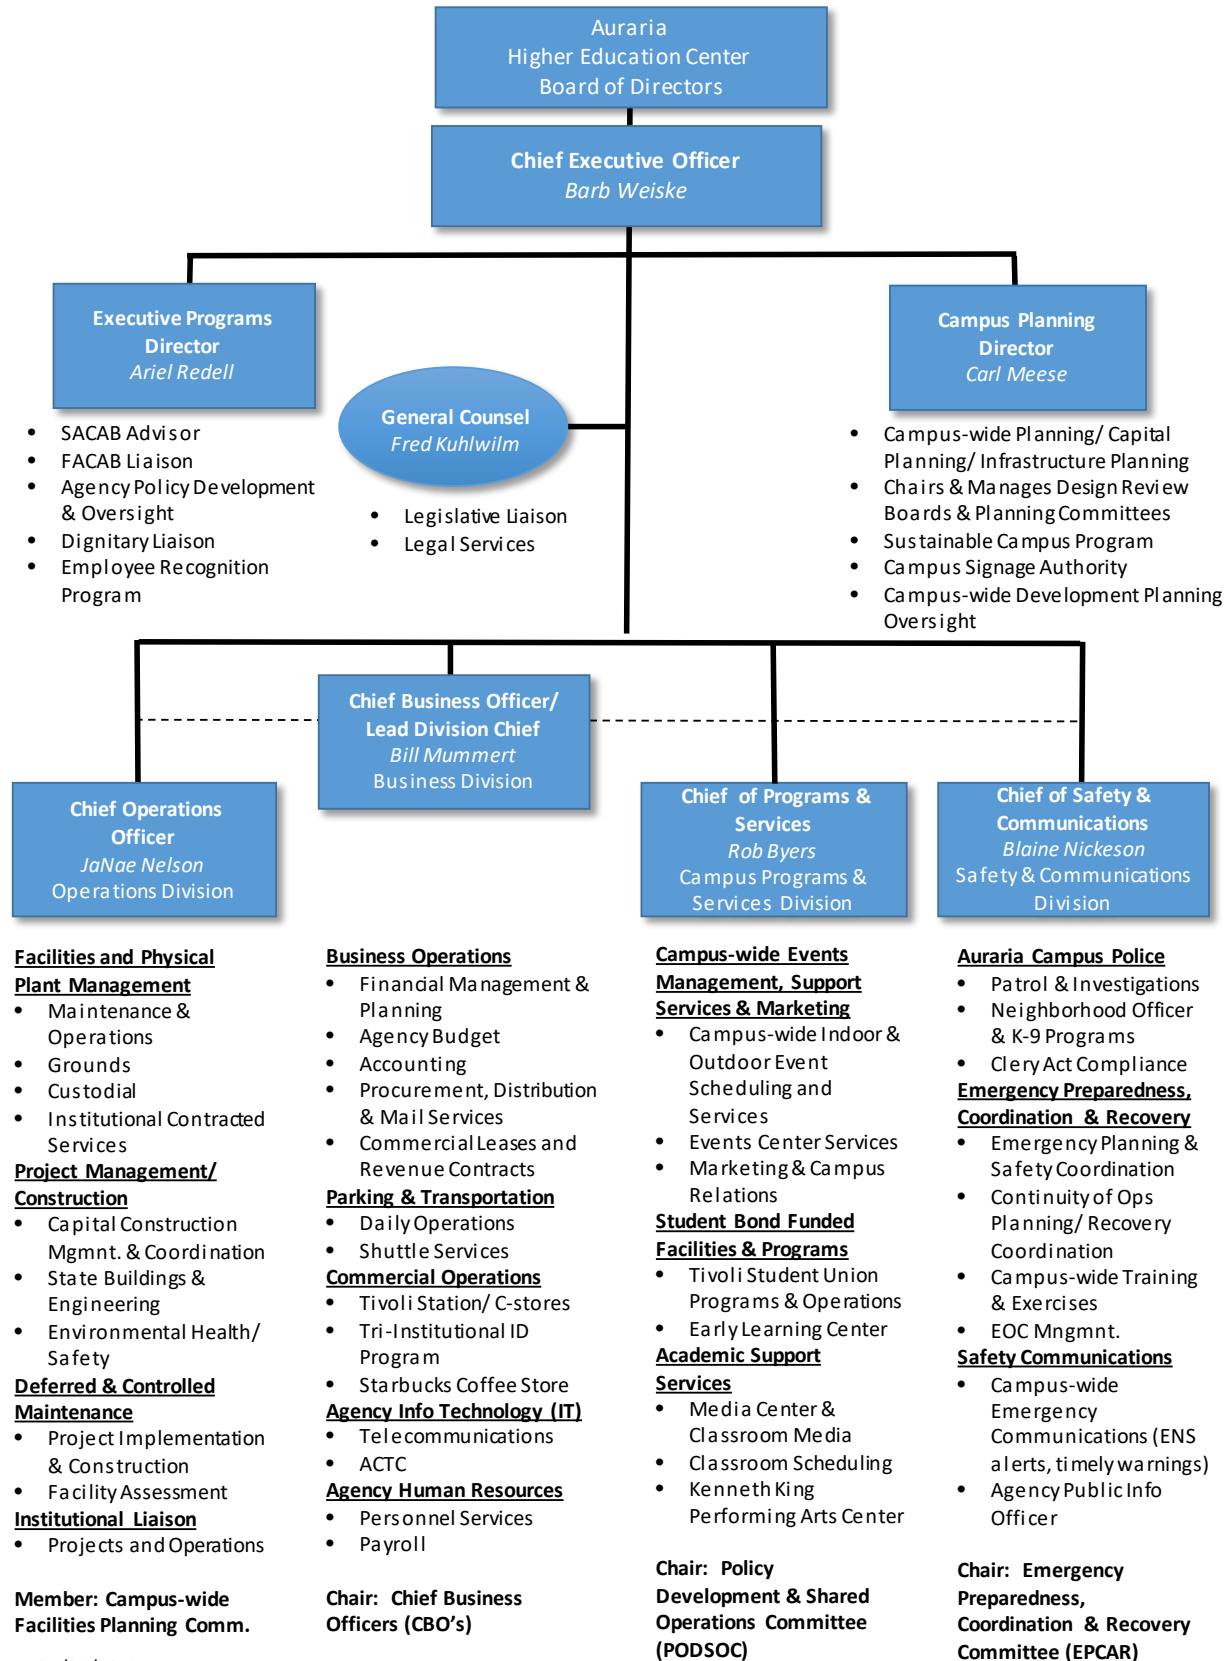 Auraria
Higher Education Center
Board of Directors
Chief Executive Officer
Barb Weiske
Executive Programs
Director
Ariel Redell
• SACAB Advisor
• FACAB Liaison
• Agency Policy Development
& Oversight
• Dignitary Liaison
• Employee Recognition
Program
General Counsel
Fred Kuhlwilm
• Legislative Liaison
• Legal Services
Campus Planning
Director
Carl Meese
• Campus-wide Planning/ Capital
Planning/ Infrastructure Planning
• Chairs & Manages Design Review
Boards & Planning Committees
• Sustainable Campus Program
• Campus Signage Authority
• Campus-wide Development Planning
Oversight
Chief Operations
Officer
JaNae Nelson
Operations Division
Facilities and Physical
Plant Management
• Maintenance &
Operations
• Grounds
• Custodial
• Institutional Contracted
Services
Project Management/
Construction
• Capital Construction
Mgmnt. & Coordination
• State Buildings &
Engineering
• Environmental Health/
Safety
Deferred & Controlled
Maintenance
• Project Implementation
& Construction
• Facility Assessment
Institutional Liaison
• Projects and Operations
Member: Campus-wide
Facilities Planning Comm.
Chief Business Officer/
Lead Division Chief
Bill Mummert
Business Division
Business Operations
• Financial Management &
Planning
• Agency Budget
• Accounting
• Procurement, Distribution
& Mail Services
• Commercial Leases and
Revenue Contracts
Parking & Transportation
• Daily Operations
• Shuttle Services
Commercial Operations
• Tivoli Station/ C-stores
• Tri-Institutional ID
Program
• Starbucks Coffee Store
Agency Info Technology (IT)
• Telecommunications
• ACTC
Agency Human Resources
• Personnel Services
• Payroll
Chair: Chief Business
Officers (CBO's)
Chief of Programs &
Services
Rob Byers
Campus Programs &
Services Division
Campus-wide Events
Management, Support
Services & Marketing
• Campus-wide Indoor &
Outdoor Event
Scheduling and
Services
• Events Center Services
• Marketing & Campus
Relations
Student Bond Funded
Facilities & Programs
• Tivoli Student Union
Programs & Operations
• Early Learning Center
Academic Support
Services
• Media Center &
Classroom Media
• Classroom Scheduling
• Kenneth King
Performing Arts Center
Chair: Policy
Development & Shared
Operations Committee
(PODSOC)
Chief of Safety &
Communications
Blaine Nickeson
Safety & Communications
Division
Auraria Campus Police
• Patrol & Investigations
• Neighborhood Officer
& K-9 Programs
• Clery Act Compliance
Emergency Preparedness,
Coordination & Recovery
• Emergency Planning &
Safety Coordination
• Continuity of Ops
Planning/ Recovery
Coordination
• Campus-wide Training
& Exercises
• EOC Mngmnt.
Safety Communications
• Campus-wide
Emergency
Communications (ENS
alerts, timely warnings)
• Agency Public Info
Officer
Chair: Emergency
Preparedness,
Coordination & Recovery
Committee (EPCAR)